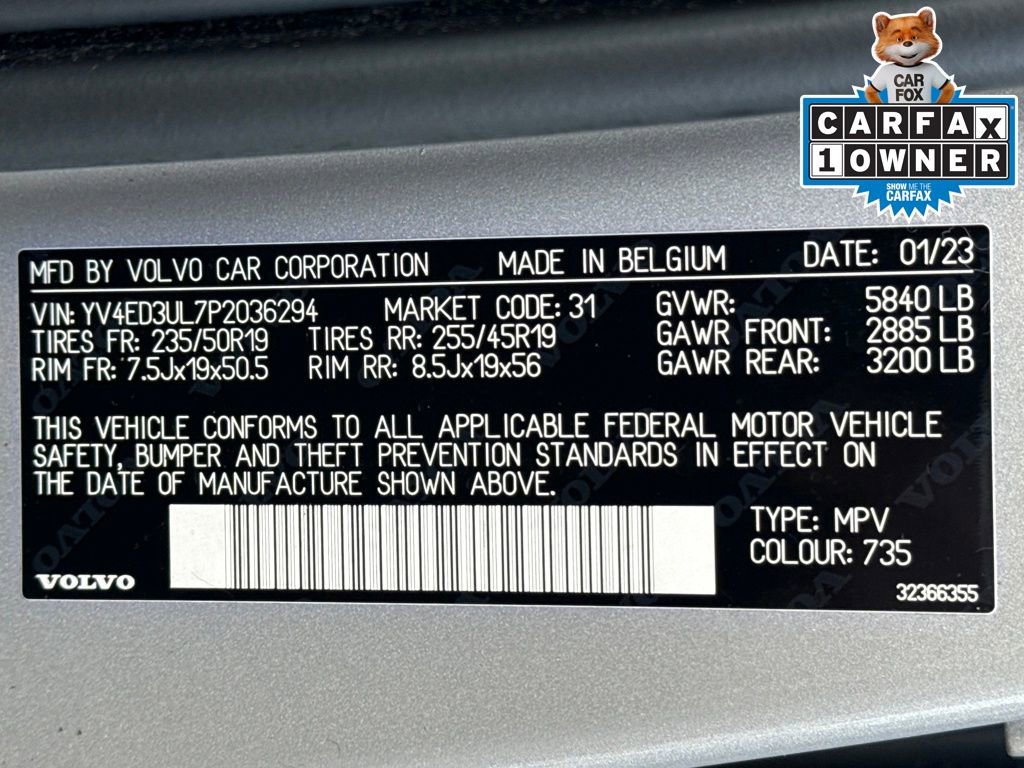 CAR
FOX
CARFAX
1 OWNER
SHOW ME THE
CARFAX
MFD BY VOLVO CAR CORPORATION MADE IN BELGIUM DATE: 01/23
VIN: YV4ED3UL7P2036294 MARKET CODE: 31 GVWR: 5840 LB
TIRES FR: 235/50R19 TIRES RR: 255/45R19 GAWR FRONT: 2885 LB
RIM FR: 7.5Jx19x50.5 RIM RR: 8.5Jx19x56 GAWR REAR: 3200 LB
THIS VEHICLE CONFORMS TO ALL APPLICABLE FEDERAL MOTOR VEHICLE
SAFETY, BUMPER AND THEFT PREVENTION STANDARDS IN EFFECT ON
THE DATE OF MANUFACTURE SHOWN ABOVE.
TYPE: MPV
COLOUR: 735
VOLVO
32366355